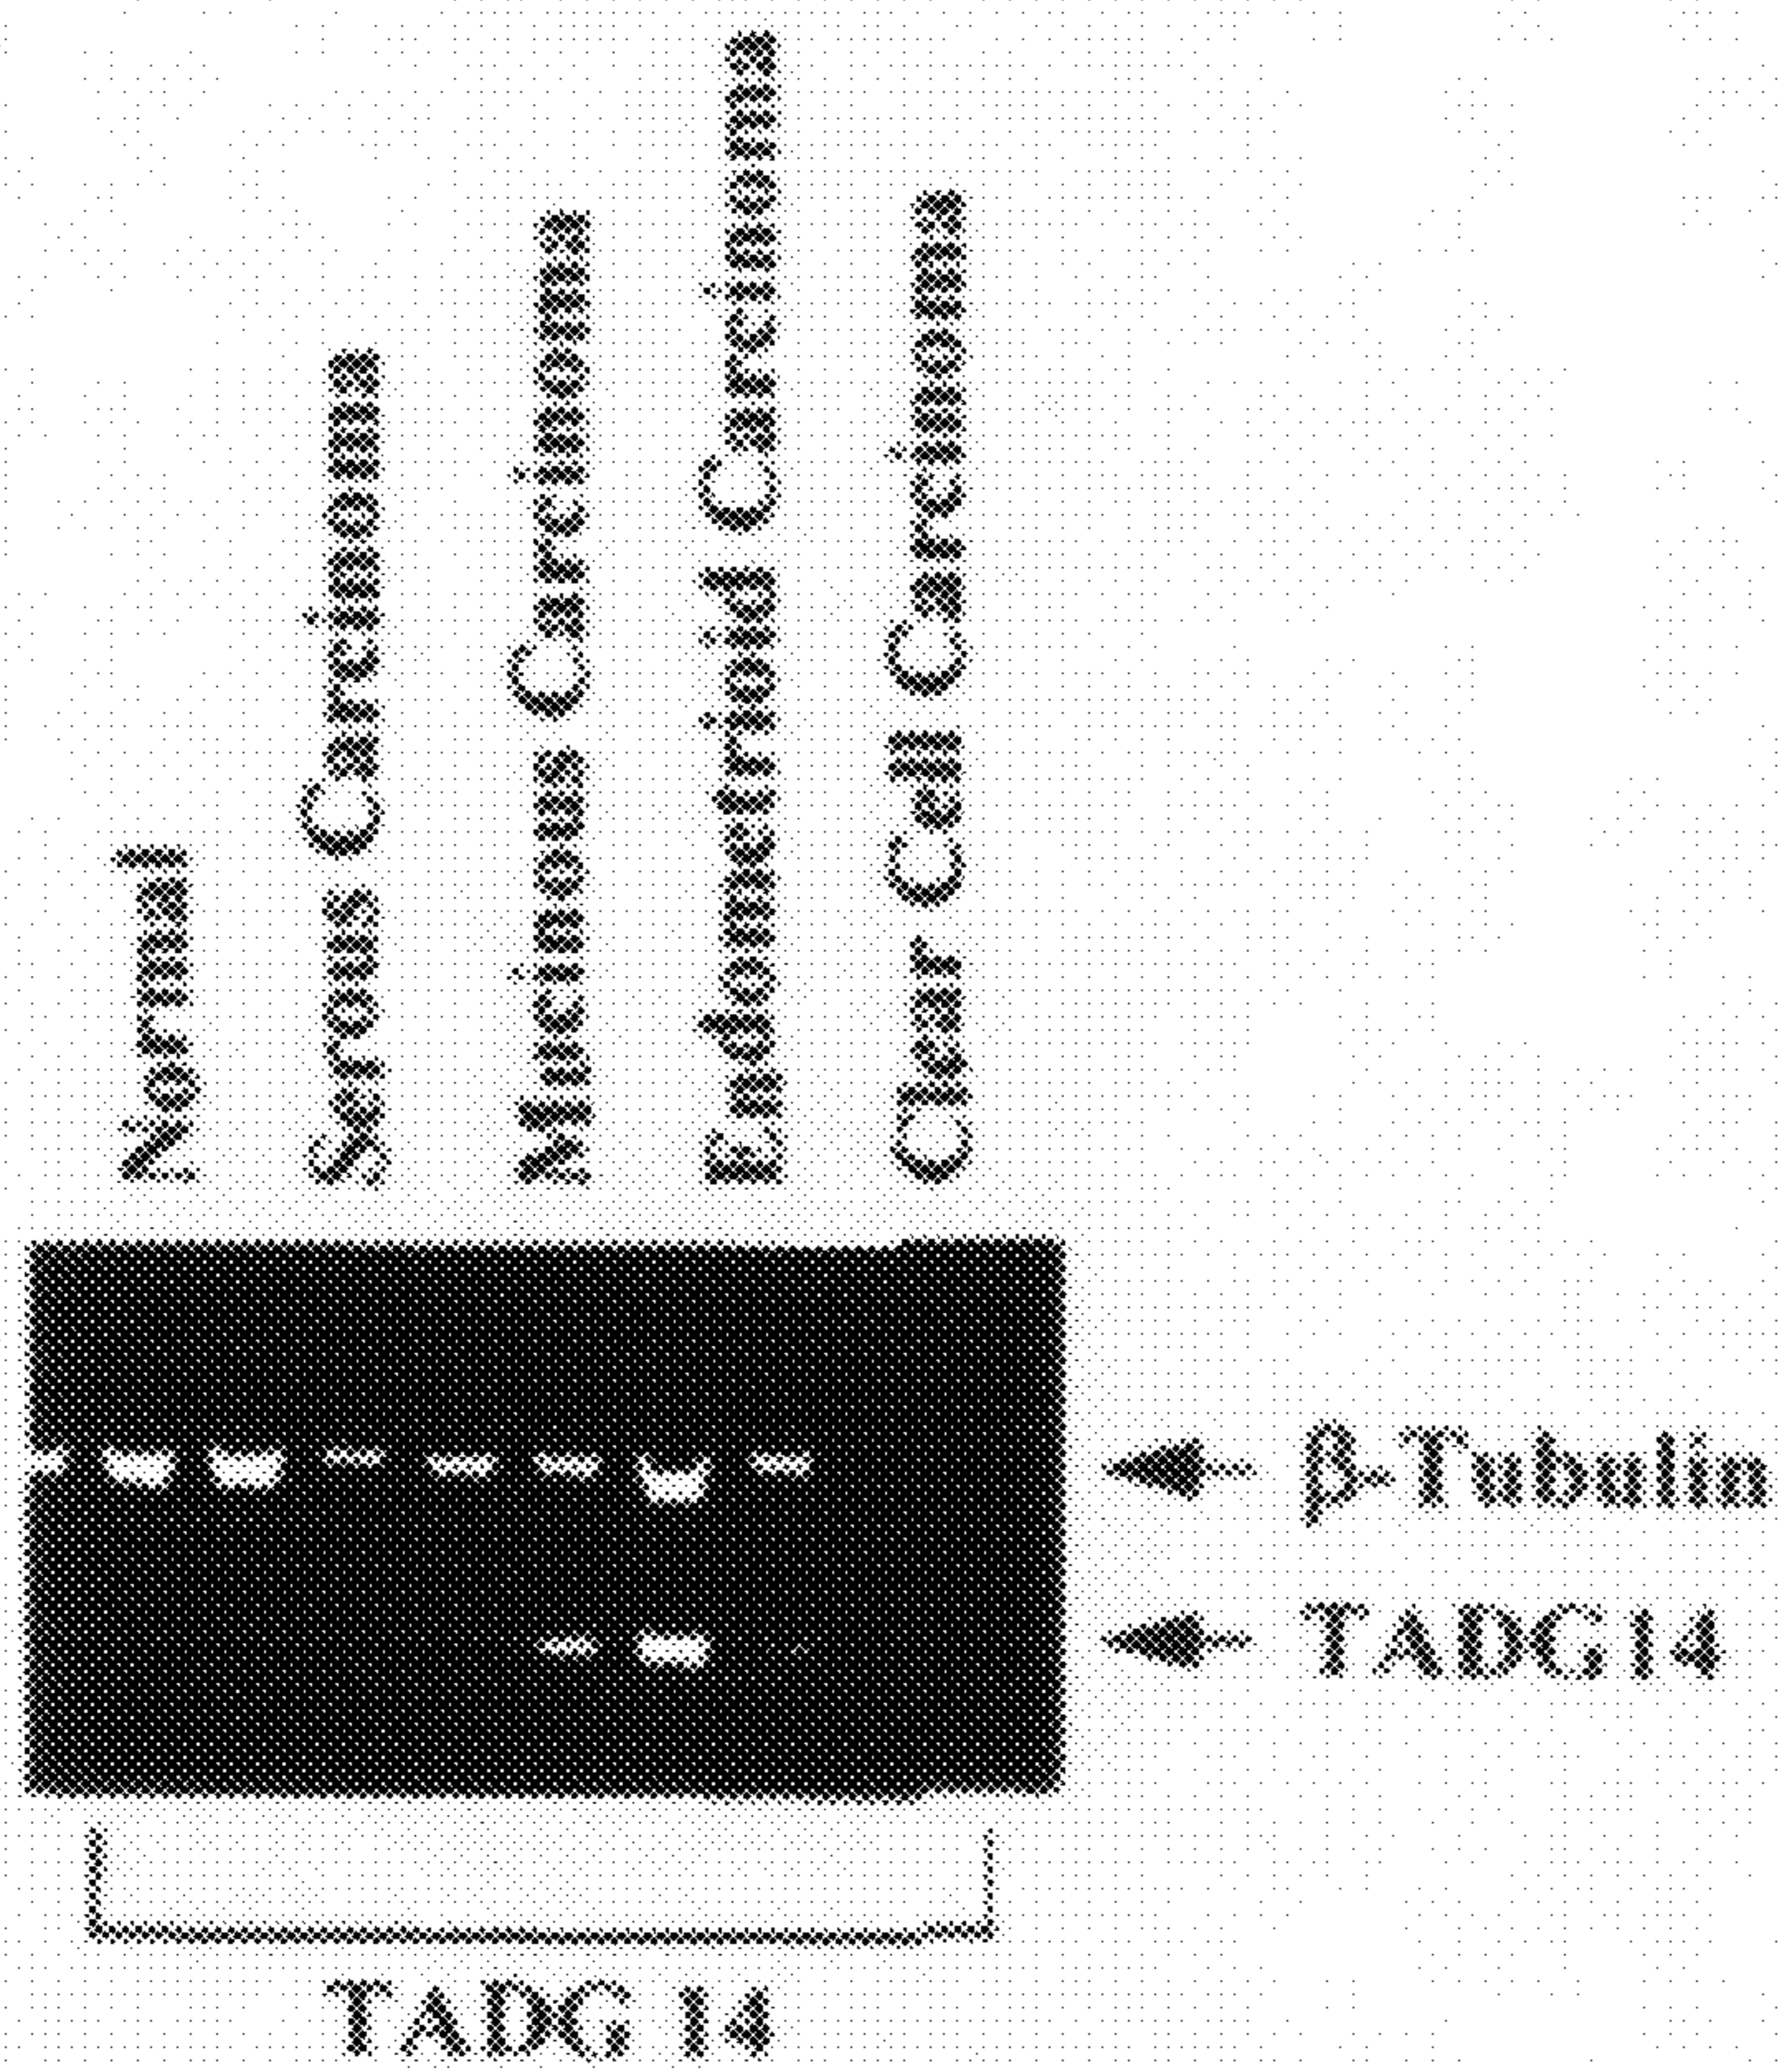 Normal
Serous Carcinoma
Mucinous Carcinoma
Endometrioid Carcinoma
Clear Cell Carcinoma
β-Tubulin
TADG14
TADG 14